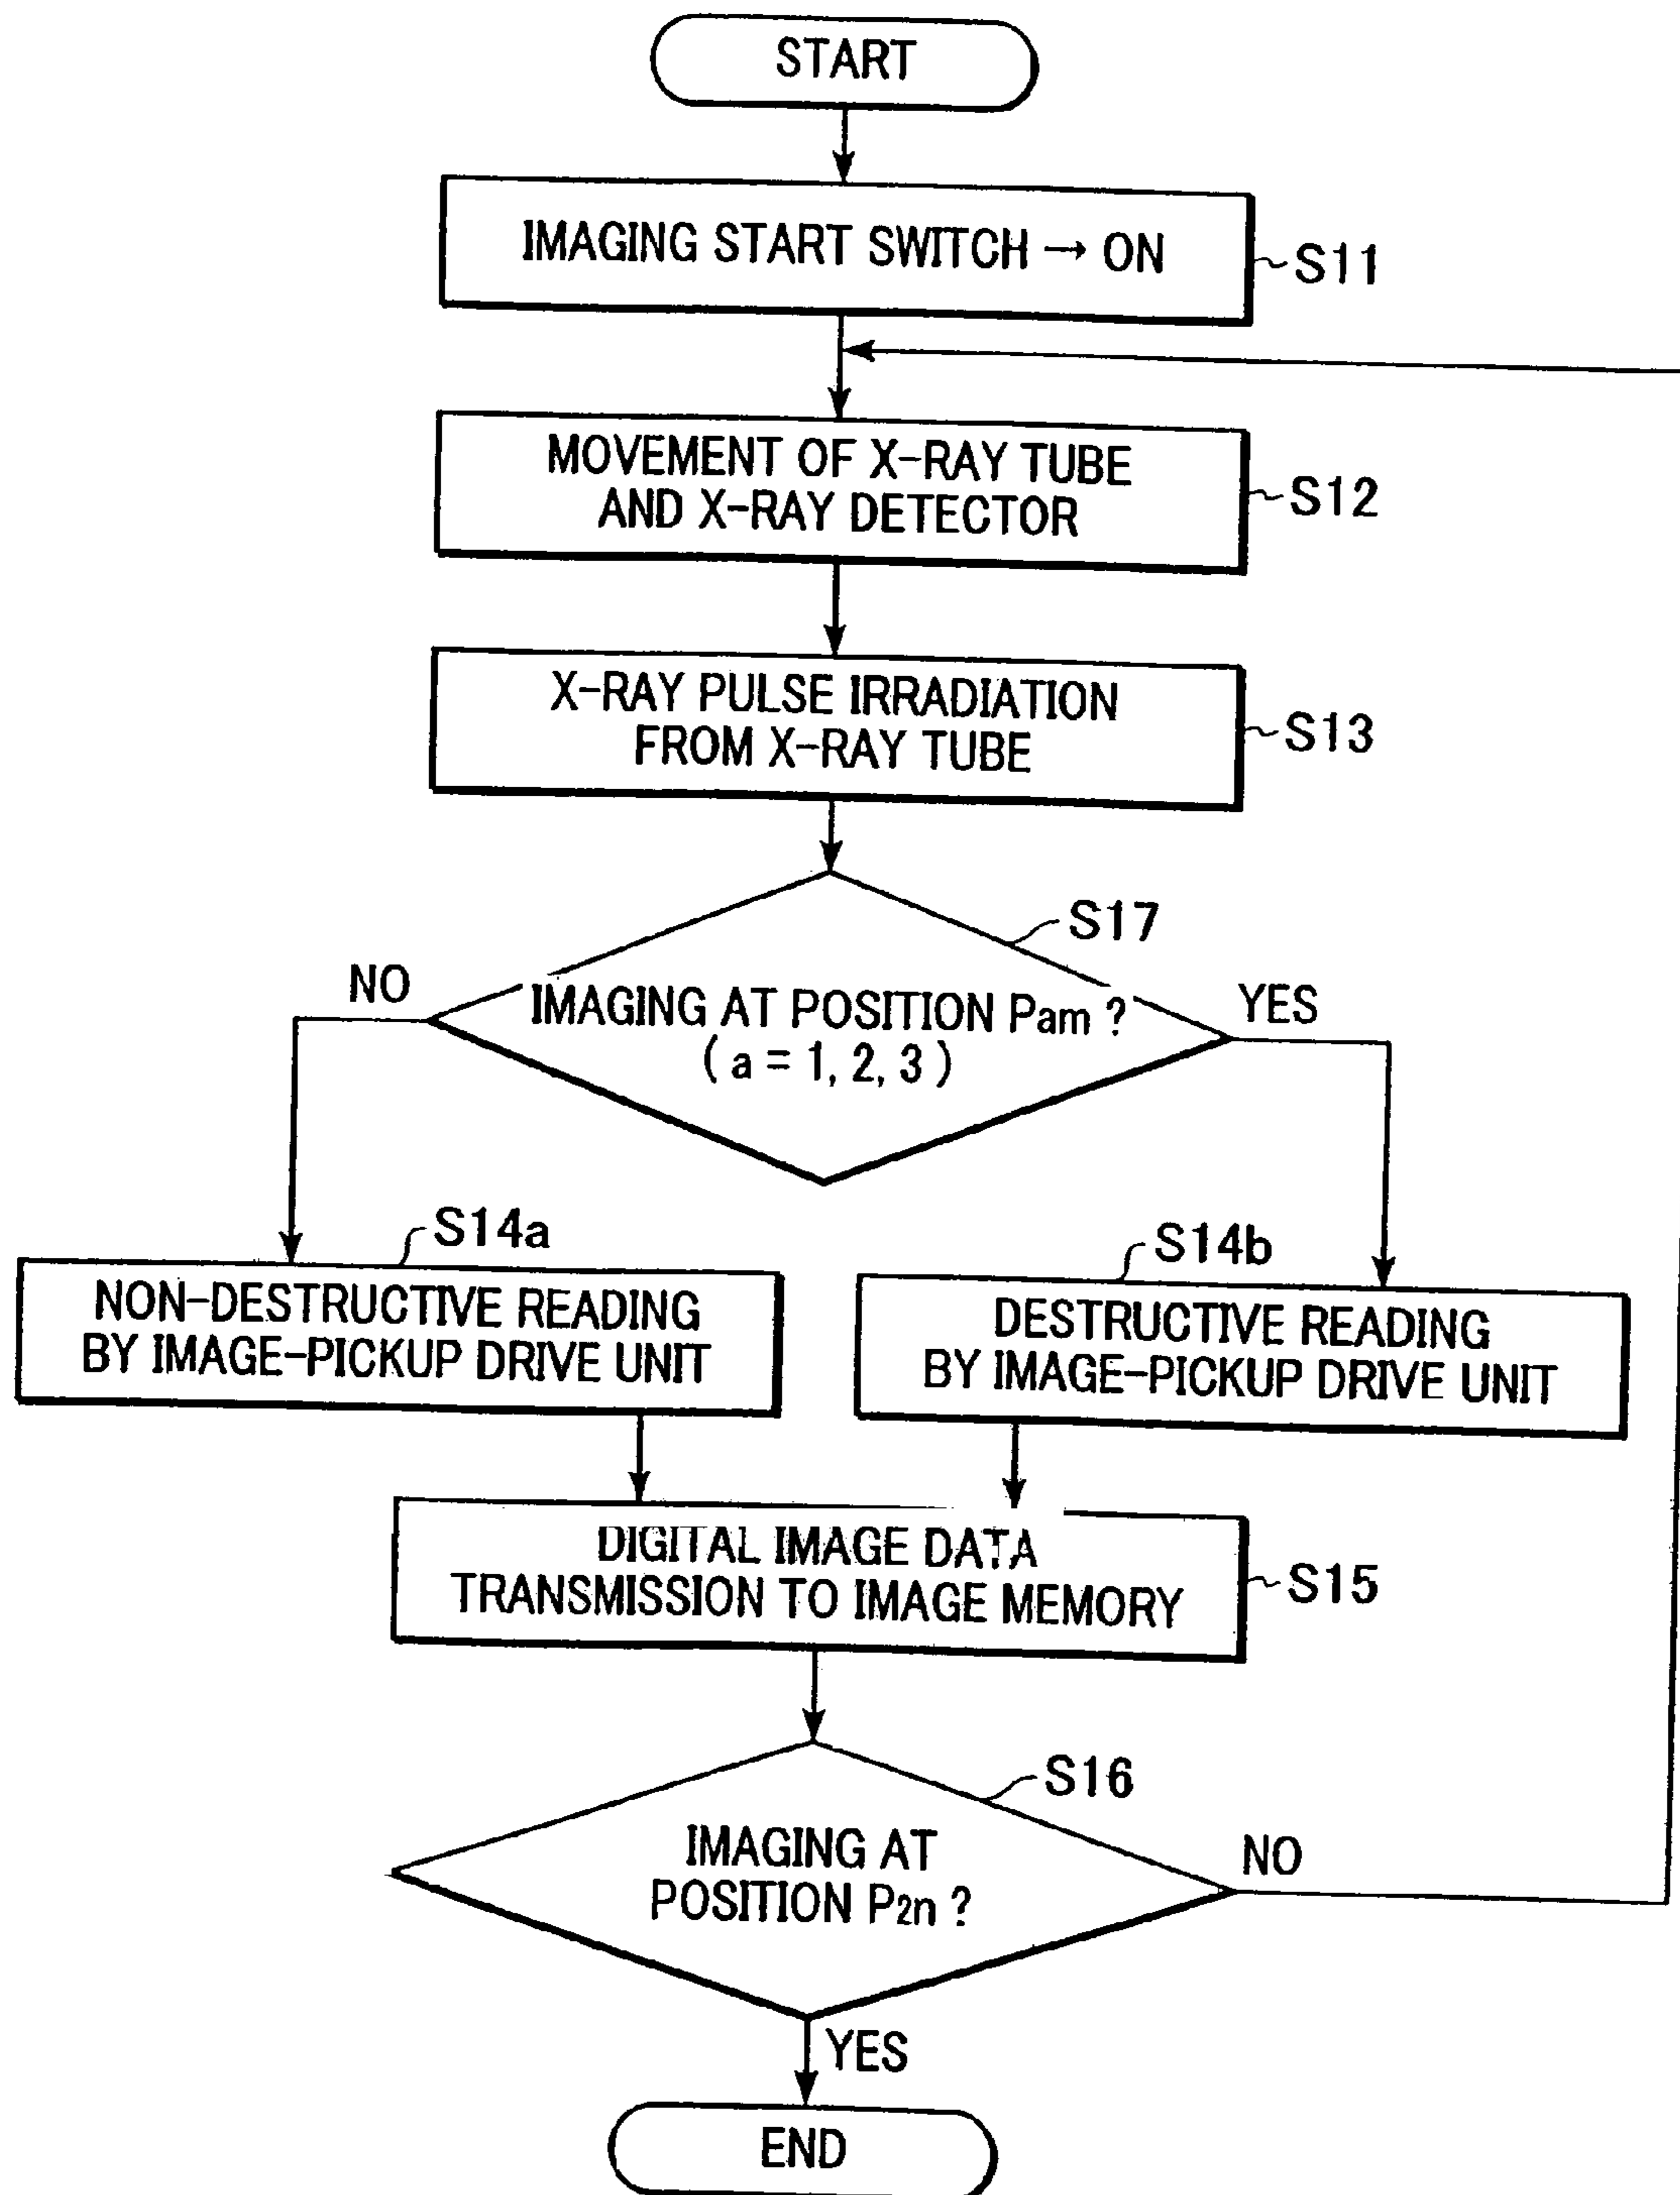 START
IMAGING START SWITCH → ON
S11
MOVEMENT OF X-RAY TUBE
AND X-RAY DETECTOR
S12
X-RAY PULSE IRRADIATION
FROM X-RAY TUBE
S13
S17
NO
IMAGING AT POSITION Pam ?
( a = 1, 2, 3 )
YES
S14a
NON-DESTRUCTIVE READING
BY IMAGE-PICKUP DRIVE UNIT
S14b
DESTRUCTIVE READING
BY IMAGE-PICKUP DRIVE UNIT
DIGITAL IMAGE DATA
TRANSMISSION TO IMAGE MEMORY
S15
S16
IMAGING AT
POSITION P2n ?
NO
YES
END